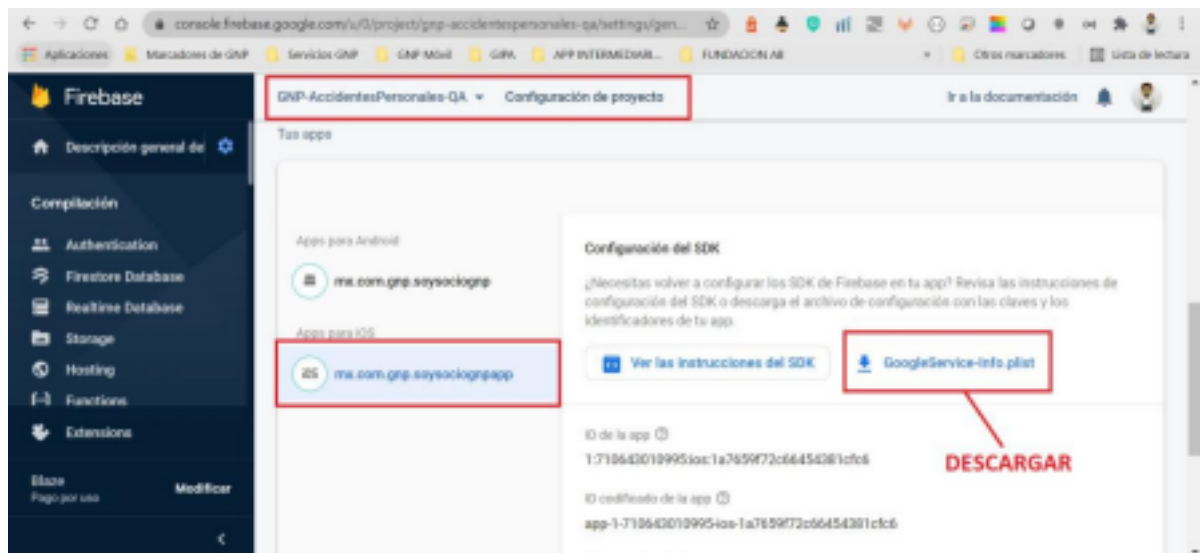 console.firebase.google.com/u/0/project/gnp-accidentespersonales-qa/settings/gen...
Aplicaciones
Marcadores de GNP
Servicios GNP
GNP Móvil
GIPA
APP INTERMEDIARI...
FUNDACION AB
»
Otros marcadores
Lista de lectura
Firebase
GNP-AccidentesPersonales-QA
Configuración de proyecto
Ir a la documentación
Descripción general de
Tus apps
Compilación
Authentication
Firestore Database
Realtime Database
Storage
Hosting
Functions
Extensions
Blaze
Pago por uso
Modificar
Apps para Android
mx.com.gnp.soysociognp
Apps para iOS
iOS
mx.com.gnp.soysociognpapp
Configuración del SDK
¿Necesitas volver a configurar los SDK de Firebase en tu app? Revisa las instrucciones de
configuración del SDK o descarga el archivo de configuración con las claves y los
identificadores de tu app.
Ver las instrucciones del SDK
GoogleService-Info.plist
ID de la app
1:710643010995:ios:1a7659f72c66454381cfc6
DESCARGAR
ID codificado de la app
app-1-710643010995-ios-1a7659f72c66454381cfc6